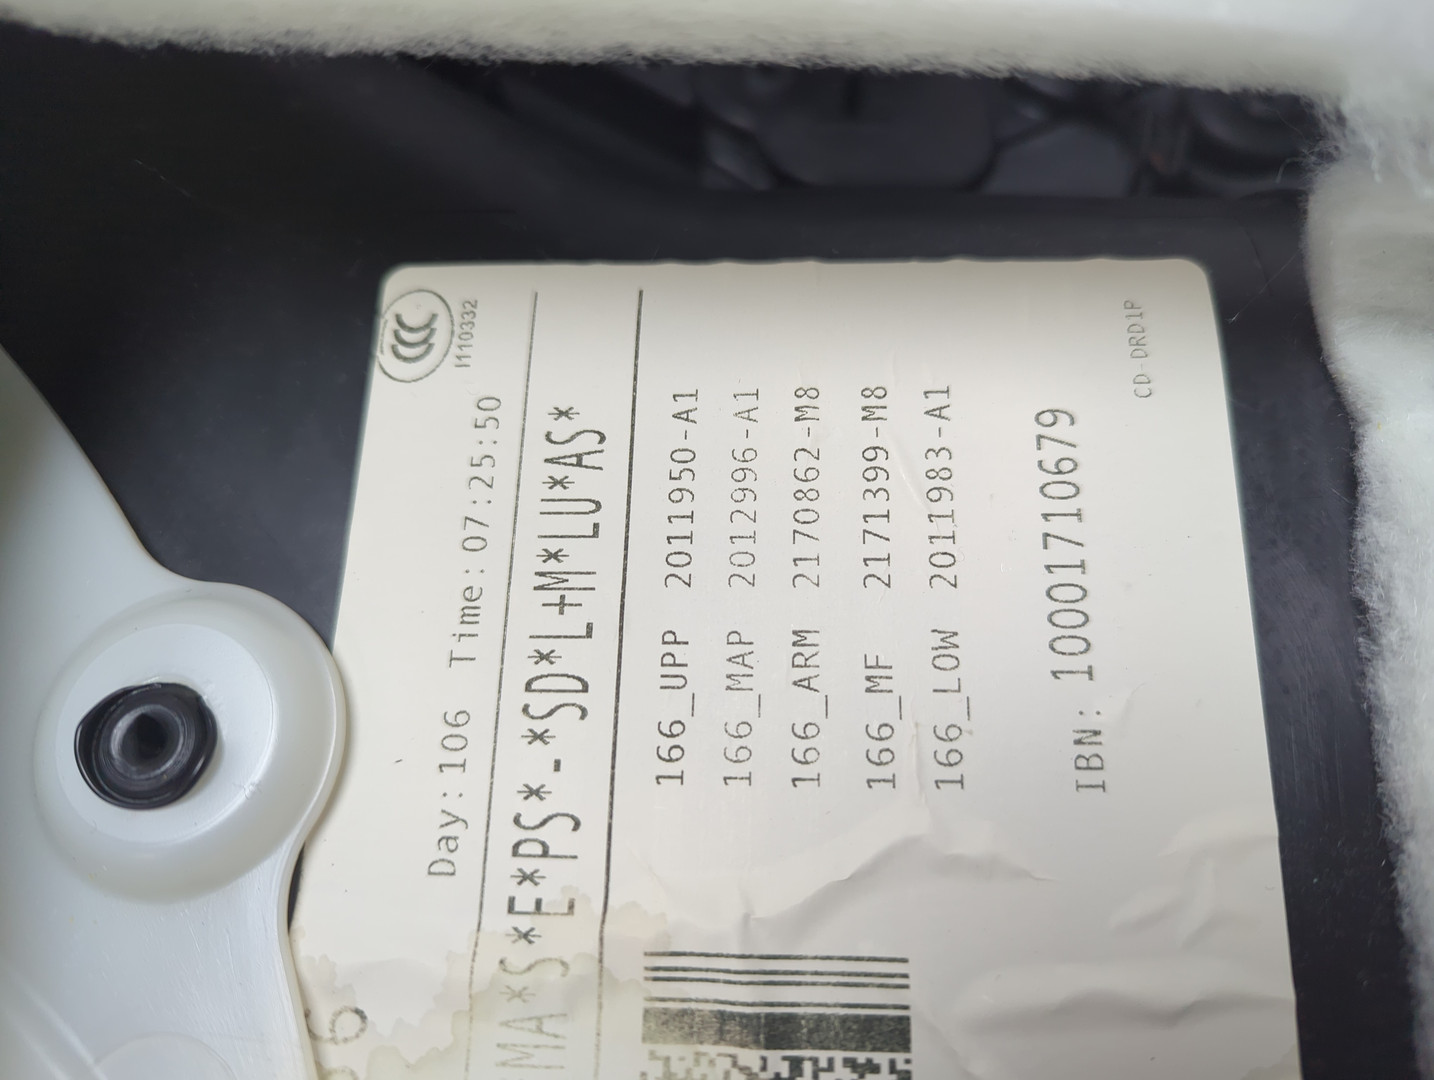 CCC
I110332
Day:106 Time:07:25:50
MA*S*E*PS*-*SD*L+M*LU*AS*
166_UPP 2011950-A1
166_MAP 2012996-A1
166_ARM 2170862-M8
166_MF 2171399-M8
166_LOW 2011983-A1
IBN: 10001710679
CD-DRD1P